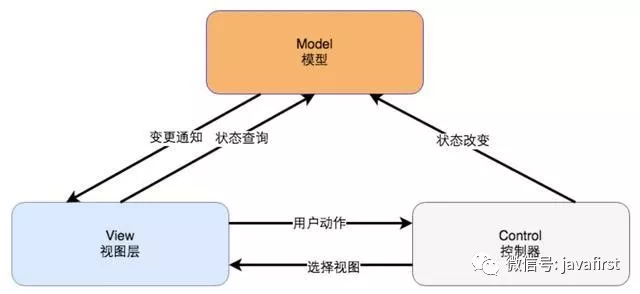 Model
模型
变更通知
状态查询
状态改变
View
视图层
用户动作
选择视图
Control
控制器
微信号: javafirst